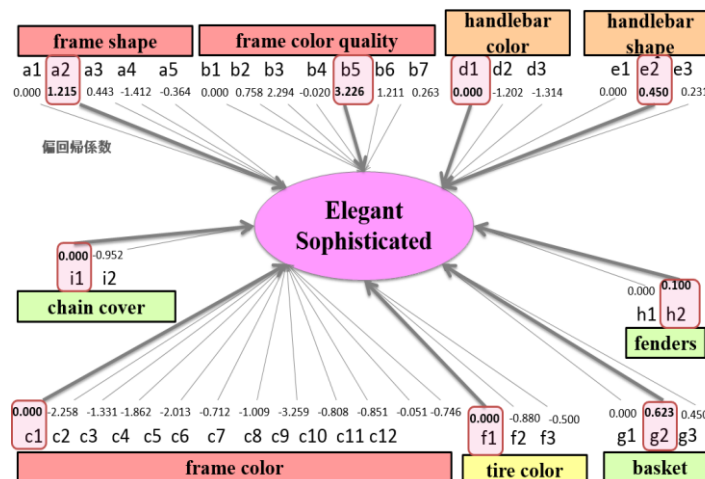 frame shape
frame color quality
handlebar
color
handlebar
shape
a1 a2 a3 a4 a5
b1 b2 b3 b4 b5 b6 b7
d1 d2 d3
e1 e2 e3
0.000 1.215 0.443 -1.412 -0.364
0.000 0.758 2.294 -0.020 3.226 1.211 0.263
0.000 -1.202 -1.314
0.000 0.450 0.231
偏回帰係数
Elegant
Sophisticated
0.000 -0.952
i1 i2
chain cover
0.000 0.100
h1 h2
fenders
0.000 -2.258 -1.331 -1.862 -2.013 -0.712 -1.009 -3.259 -0.808 -0.851 -0.051 -0.746
c1 c2 c3 c4 c5 c6 c7 c8 c9 c10 c11 c12
frame color
0.000 -0.880 -0.500
f1 f2 f3
tire color
0.000 0.623 0.450
g1 g2 g3
basket